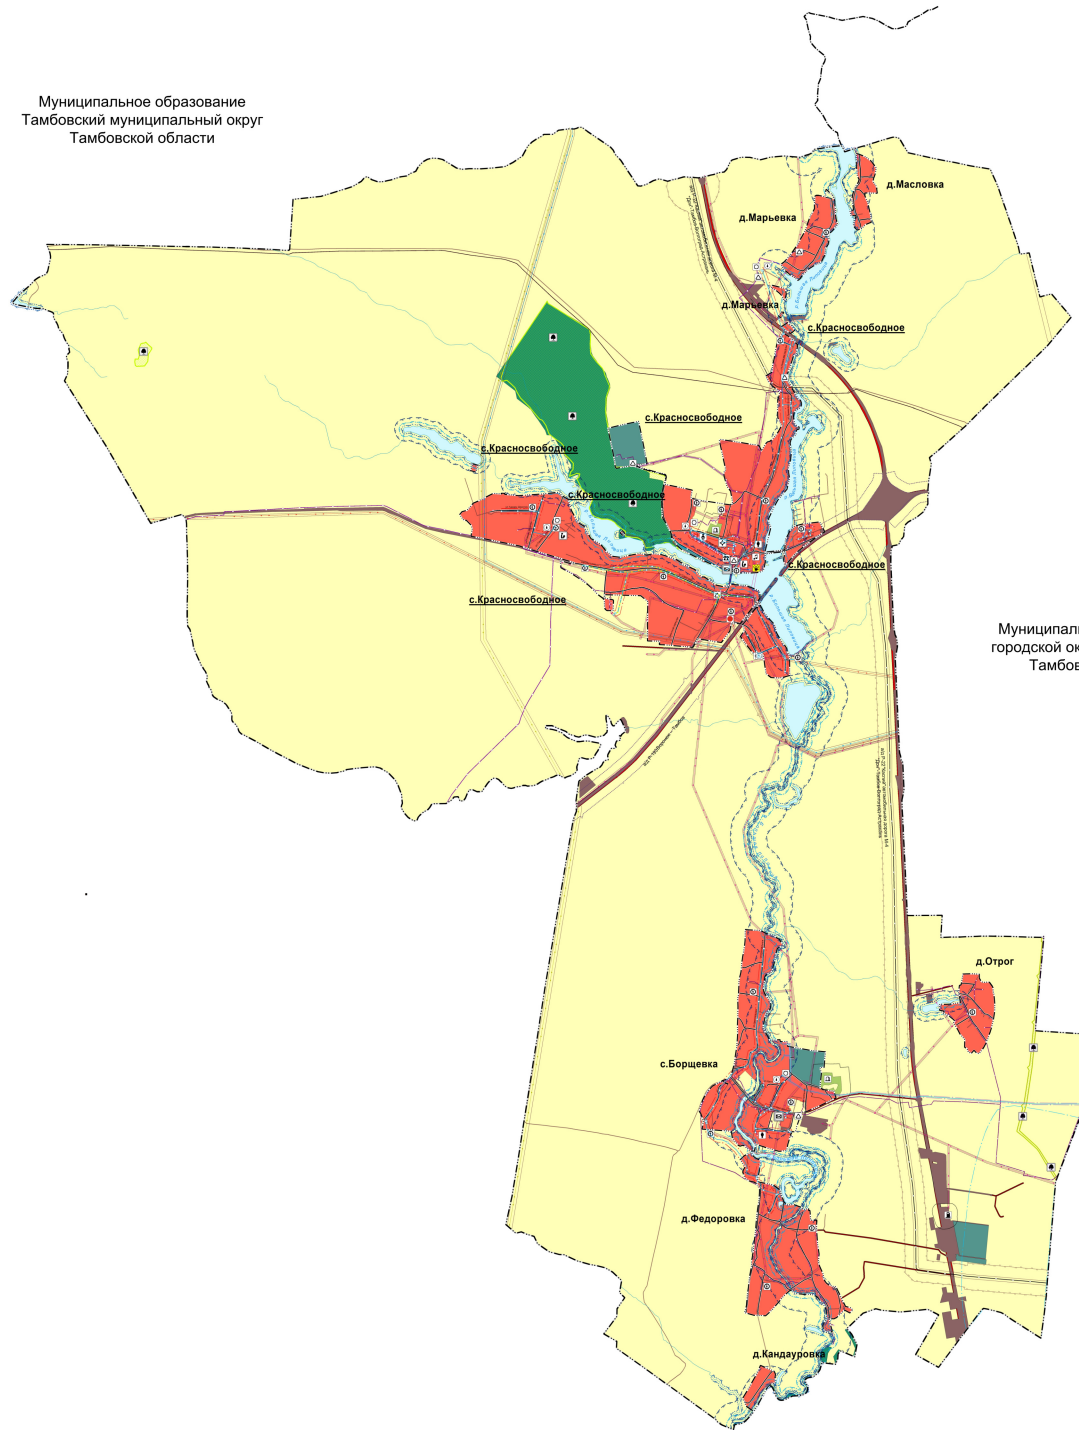 Муниципальное образование
Тамбовский муниципальный округ
Тамбовской области
д.Масловка
д.Марьевка
д.Марьевка
с.Красносвободное
с.Красносвободное
с.Красносвободное
с.Красносвободное
с.Красносвободное
с.Красносвободное
Муниципаль
городской ок
Тамбов
д.Отрог
с.Борщевка
д.Федоровка
д.Кандауровка